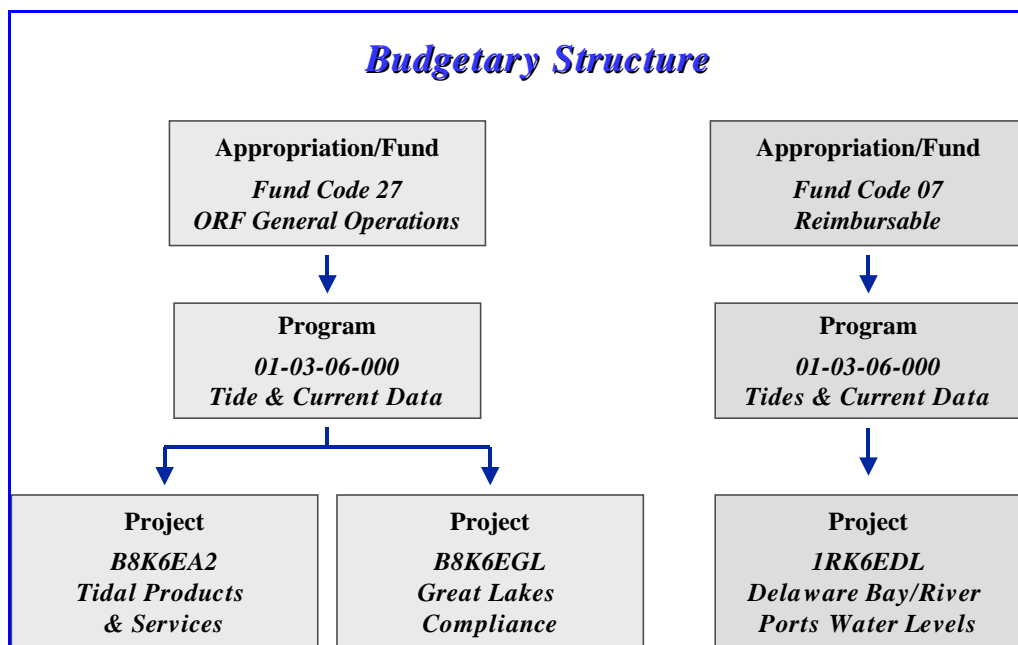 Budgetary Structure
Appropriation/Fund
Fund Code 27
ORF General Operations
Appropriation/Fund
Fund Code 07
Reimbursable
Program
01-03-06-000
Tide & Current Data
Program
01-03-06-000
Tides & Current Data
Project
B8K6EA2
Tidal Products
& Services
Project
B8K6EGL
Great Lakes
Compliance
Project
1RK6EDL
Delaware Bay/River
Ports Water Levels